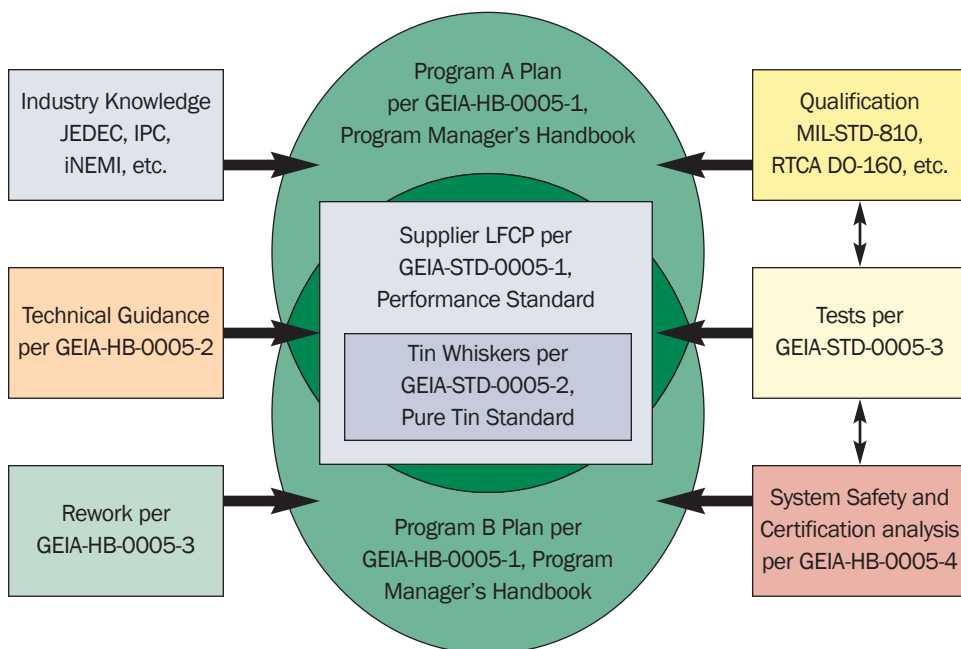 Industry Knowledge
JEDEC, IPC,
iNEMI, etc.
Program A Plan
per GEIA-HB-0005-1,
Program Manager's Handbook
Qualification
MIL-STD-810,
RTCA DO-160, etc.
Technical Guidance
per GEIA-HB-0005-2
Supplier LFCP per
GEIA-STD-0005-1,
Performance Standard
Tin Whiskers per
GEIA-STD-0005-2,
Pure Tin Standard
Tests per
GEIA-STD-0005-3
Rework per
GEIA-HB-0005-3
Program B Plan per
GEIA-HB-0005-1, Program
Manager's Handbook
System Safety and
Certification analysis
per GEIA-HB-0005-4